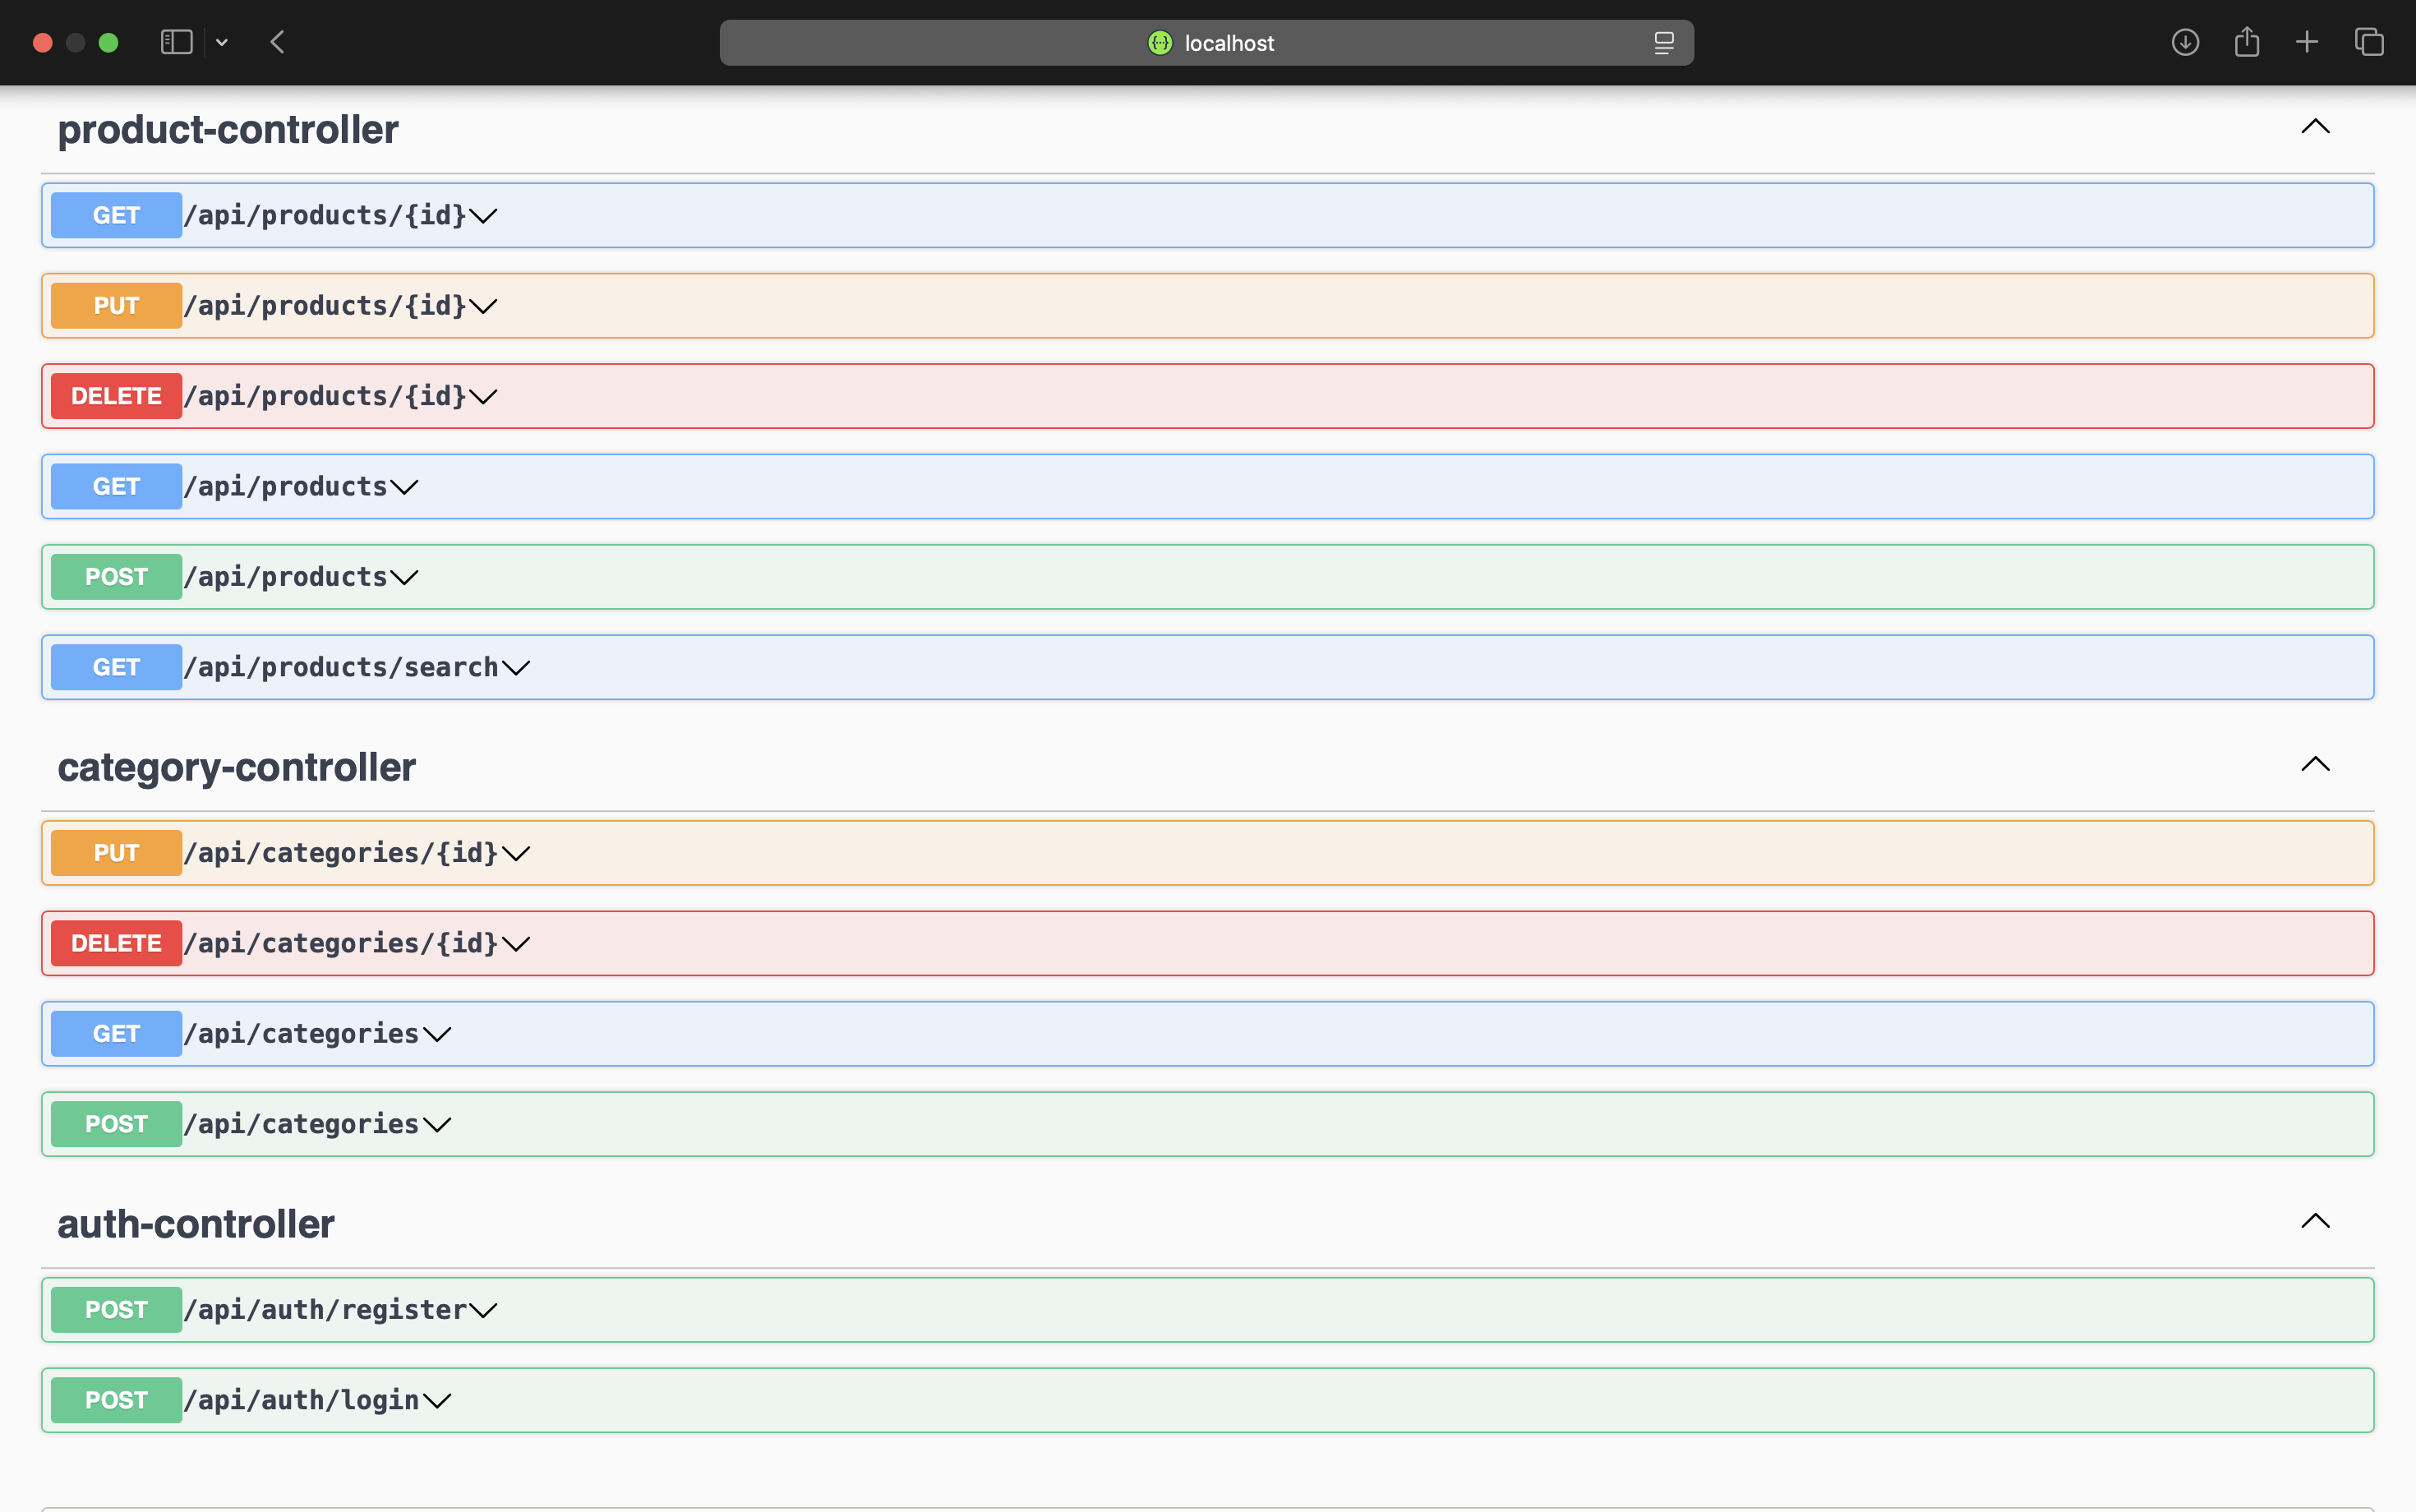 localhost
product-controller
GET /api/products/{id}
PUT /api/products/{id}
DELETE /api/products/{id}
GET /api/products
POST /api/products
GET /api/products/search
category-controller
PUT /api/categories/{id}
DELETE /api/categories/{id}
GET /api/categories
POST /api/categories
auth-controller
POST /api/auth/register
POST /api/auth/login